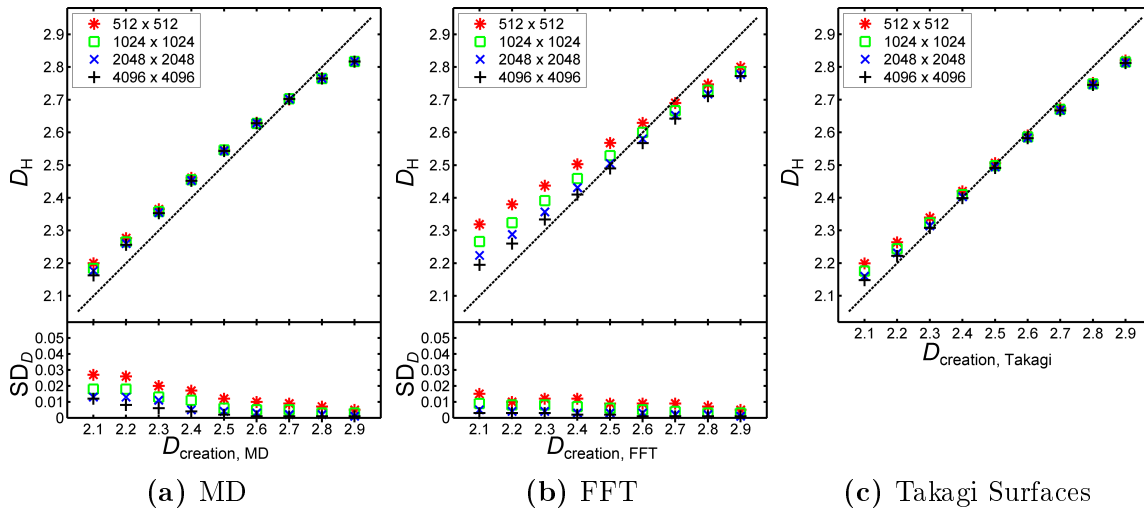 512 x 512
1024 x 1024
2048 x 2048
4096 x 4096
D_H
2.9
2.8
2.7
2.6
2.5
2.4
2.3
2.2
2.1
SD_D
0.05
0.04
0.03
0.02
0.01
0
2.1 2.2 2.3 2.4 2.5 2.6 2.7 2.8 2.9
D_creation, MD
(a) MD
512 x 512
1024 x 1024
2048 x 2048
4096 x 4096
D_H
2.9
2.8
2.7
2.6
2.5
2.4
2.3
2.2
2.1
SD_D
0.05
0.04
0.03
0.02
0.01
0
2.1 2.2 2.3 2.4 2.5 2.6 2.7 2.8 2.9
D_creation, FFT
(b) FFT
512 x 512
1024 x 1024
2048 x 2048
4096 x 4096
D_H
2.9
2.8
2.7
2.6
2.5
2.4
2.3
2.2
2.1
2.1 2.2 2.3 2.4 2.5 2.6 2.7 2.8 2.9
D_creation, Takagi
(c) Takagi Surfaces